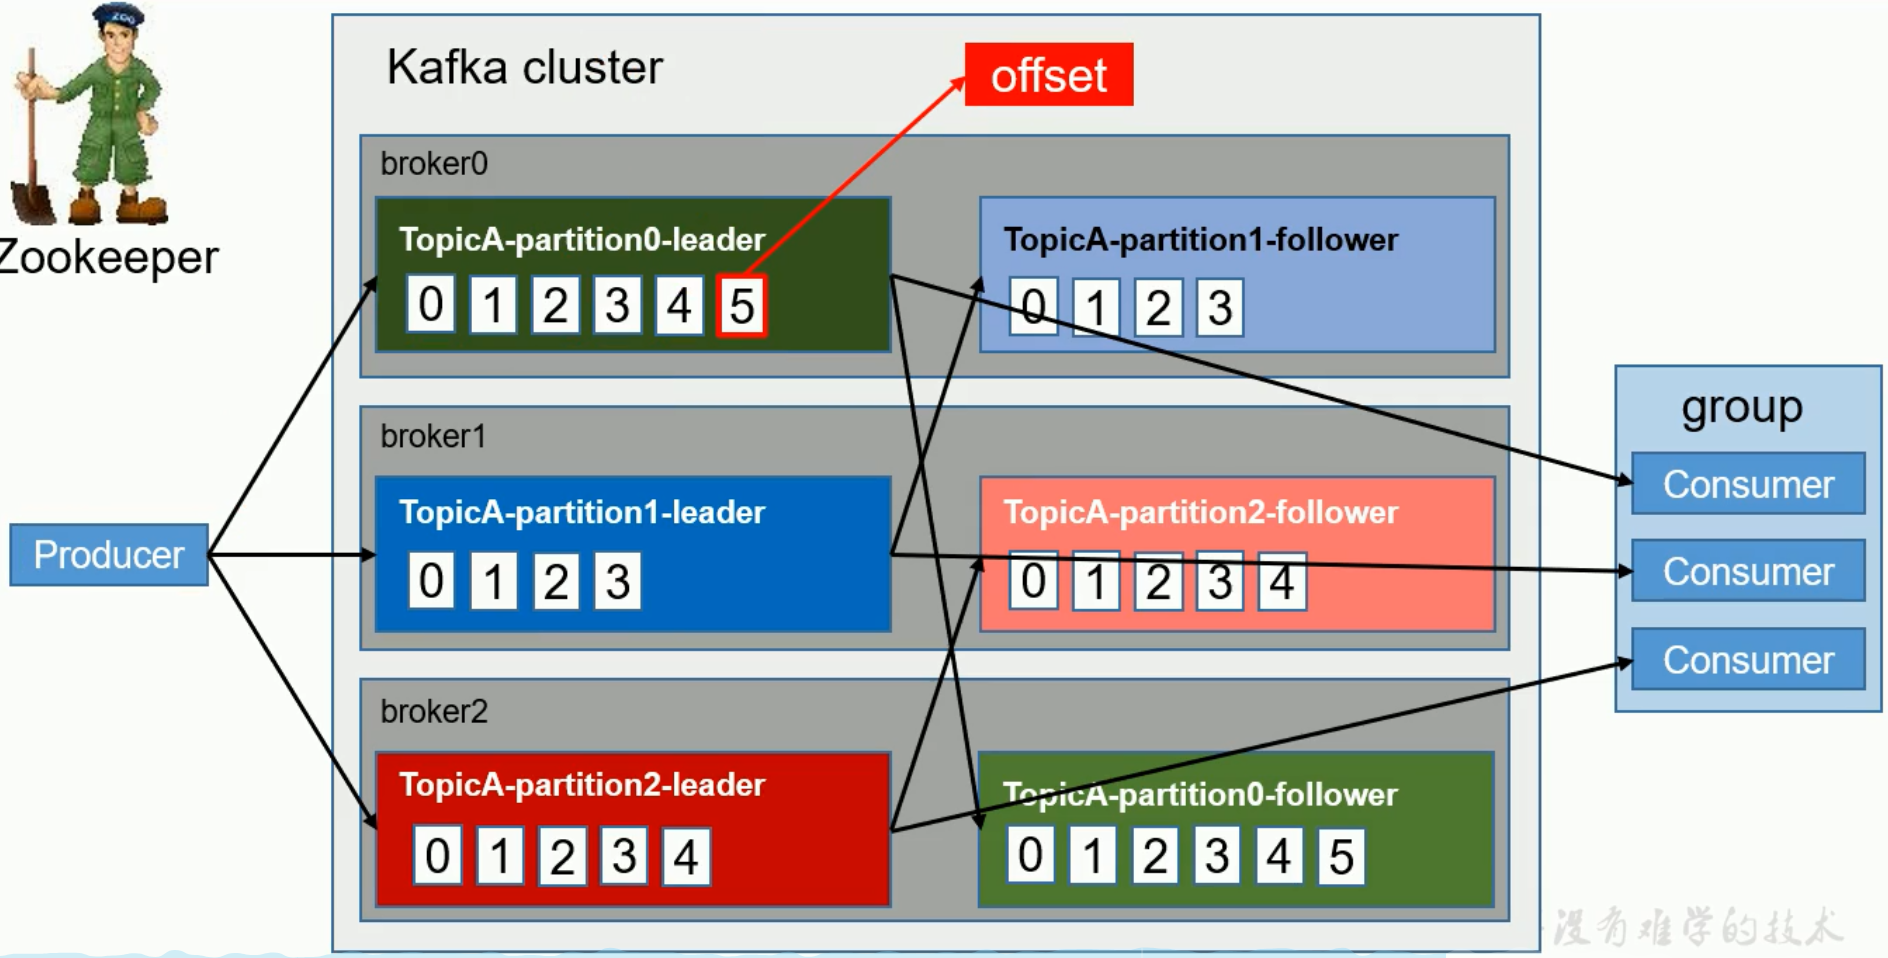 ZOO
Zookeeper
Kafka cluster
offset
broker0
TopicA-partition0-leader
0 1 2 3 4 5
TopicA-partition1-follower
0 1 2 3
broker1
TopicA-partition1-leader
0 1 2 3
TopicA-partition2-follower
0 1 2 3 4
broker2
TopicA-partition2-leader
0 1 2 3 4
TopicA-partition0-follower
0 1 2 3 4 5
Producer
group
Consumer
Consumer
Consumer
没有难学的技术